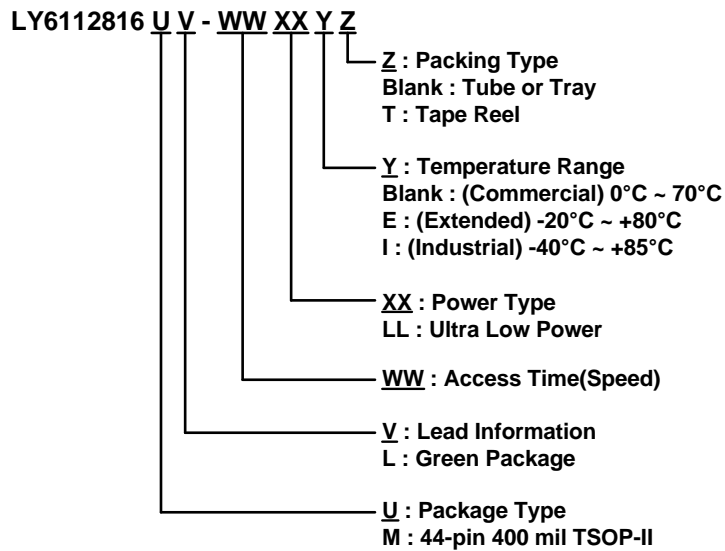 LY6112816 U V - WW XX Y Z
Z : Packing Type
Blank : Tube or Tray
T : Tape Reel
Y : Temperature Range
Blank : (Commercial) 0°C ~ 70°C
E : (Extended) -20°C ~ +80°C
I : (Industrial) -40°C ~ +85°C
XX : Power Type
LL : Ultra Low Power
WW : Access Time(Speed)
V : Lead Information
L : Green Package
U : Package Type
M : 44-pin 400 mil TSOP-II